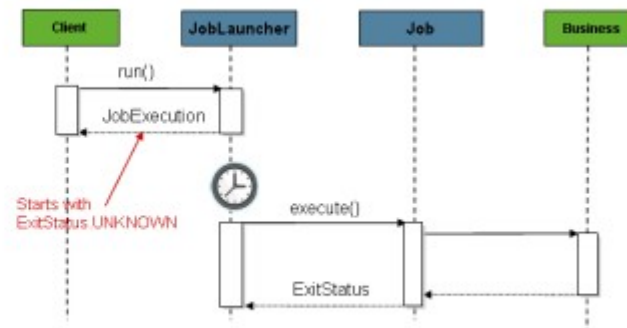 Client
JobLauncher
Job
Business
run()
JobExecution
Starts with
ExitStatus.UNKNOWN
execute()
ExitStatus